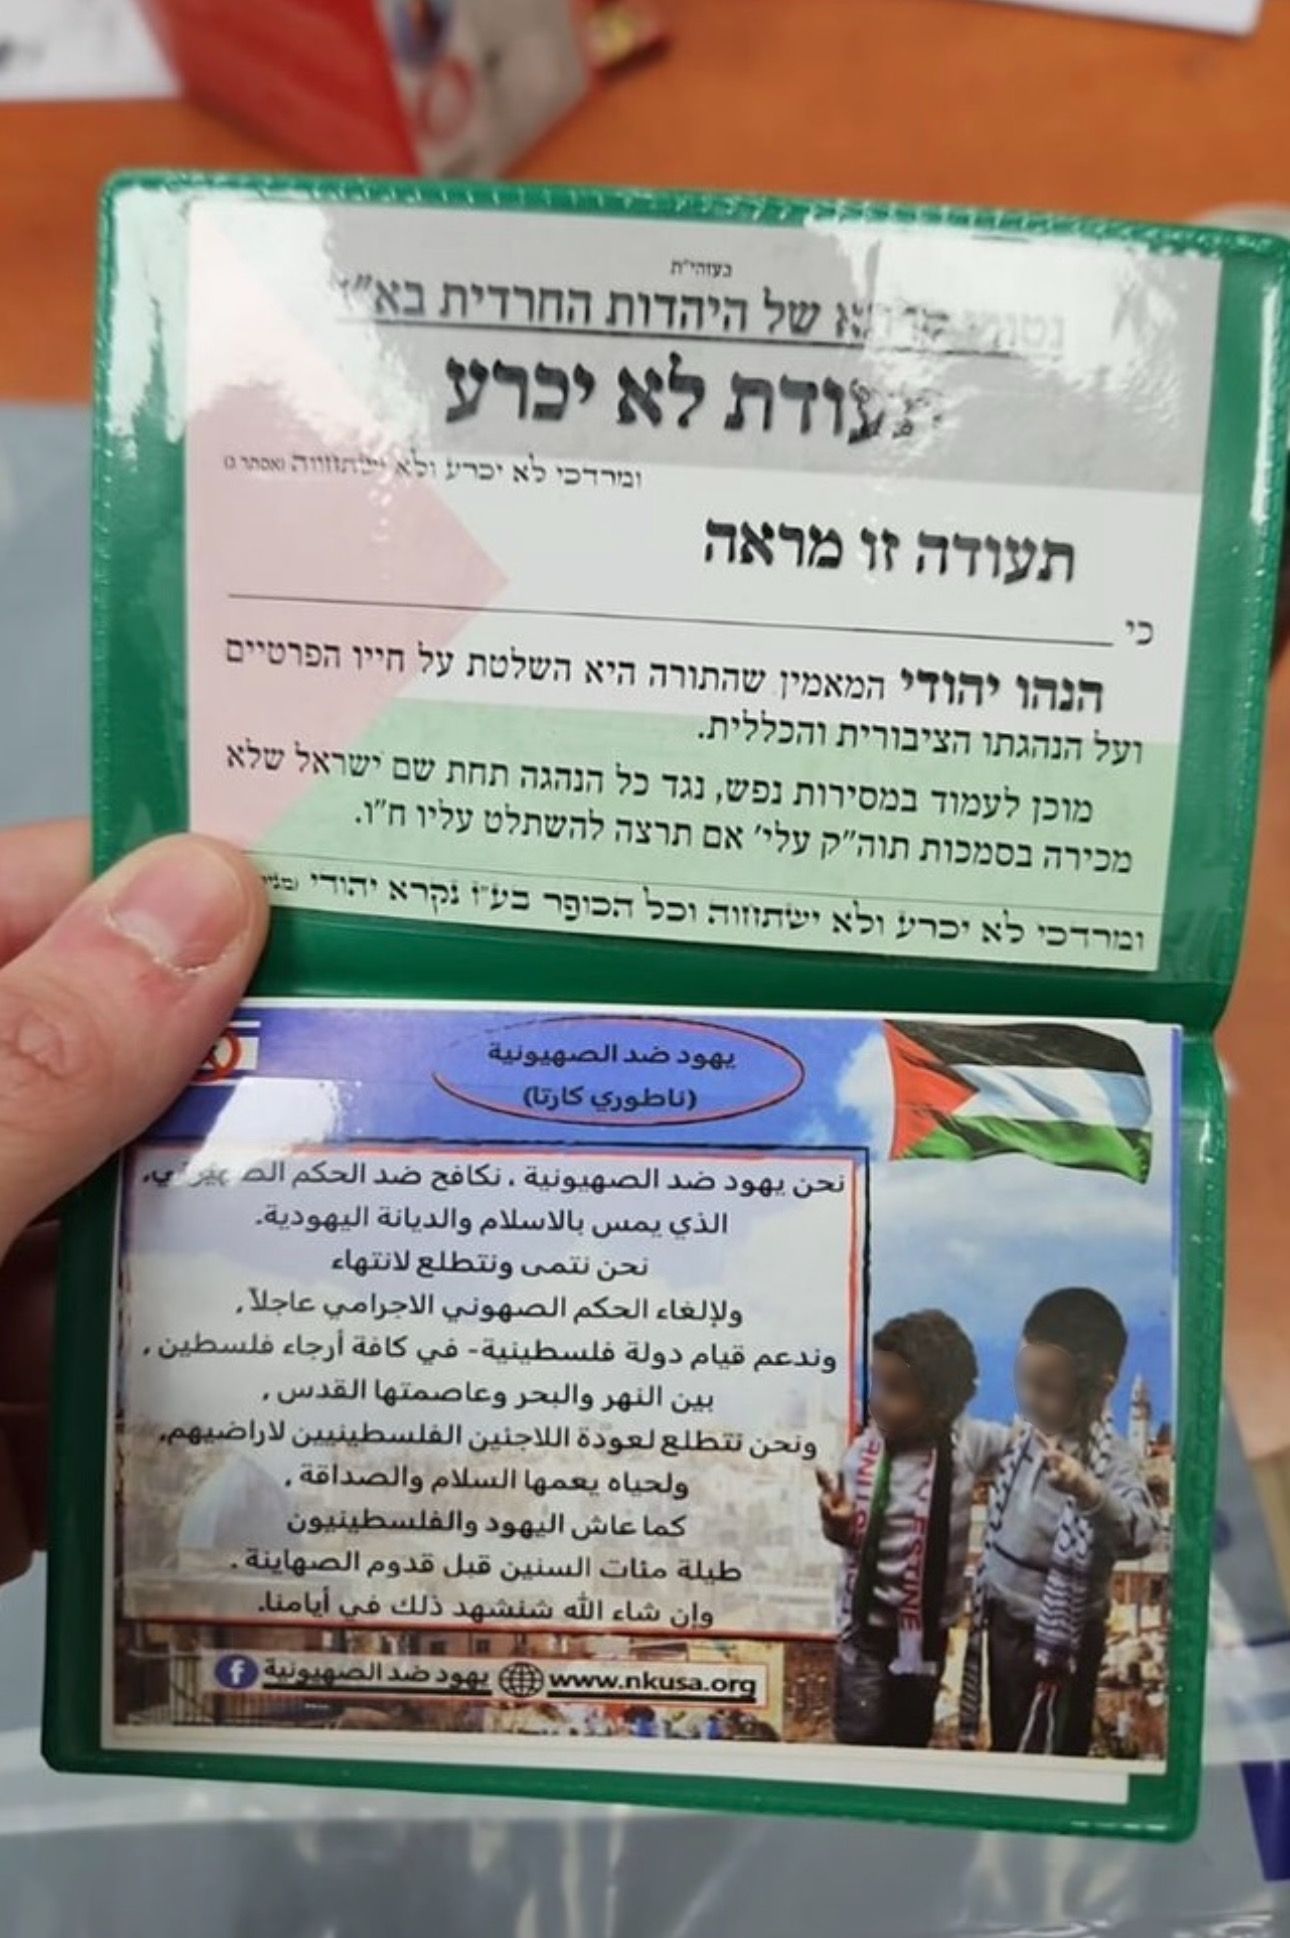 בעזהי"ת
של היהדות החרדית בא"י
תעודת לא יכרע
ומרדכי לא יכרע ולא ישתחווה (אסתר ג)
תעודה זו מראה
כי
הנהו יהודי המאמין שהתורה היא השלטת על חייו הפרטיים
ועל הנהגתו הציבורית והכללית.
מוכן לעמוד במסירות נפש, נגד כל הנהגה תחת שם ישראל שלא
מכירה בסמכות תוה"ק עלי' אם תרצה להשתלט עליו ח"ו.
ומרדכי לא יכרע ולא ישתחווה וכל הכופר בע"ז נקרא יהודי
يهود ضد الصهيونية
(ناطوري كارتا)
نحن يهود ضد الصهيونية ، نكافح ضد الحكم
الذي يمس بالاسلام والديانة اليهودية.
نحن نتمى ونتطلع لانتهاء
ولإلغاء الحكم الصهوني الاجرامي عاجلاً ,
وندعم قيام دولة فلسطينية- في كافة أرجاء فلسطين ,
بين النهر والبحر وعاصمتها القدس ,
ونحن نتطلع لعودة اللاجئين الفلسطينيين لاراضيهم,
ولحياه يعمها السلام والصداقة ,
كما عاش اليهود والفلسطينيون
طيلة مئات السنين قبل قدوم الصهاينة .
وإن شاء الله شنشهد ذلك في أيامنا.
www.nkusa.org يهود ضد الصهيونية
PALESTINE